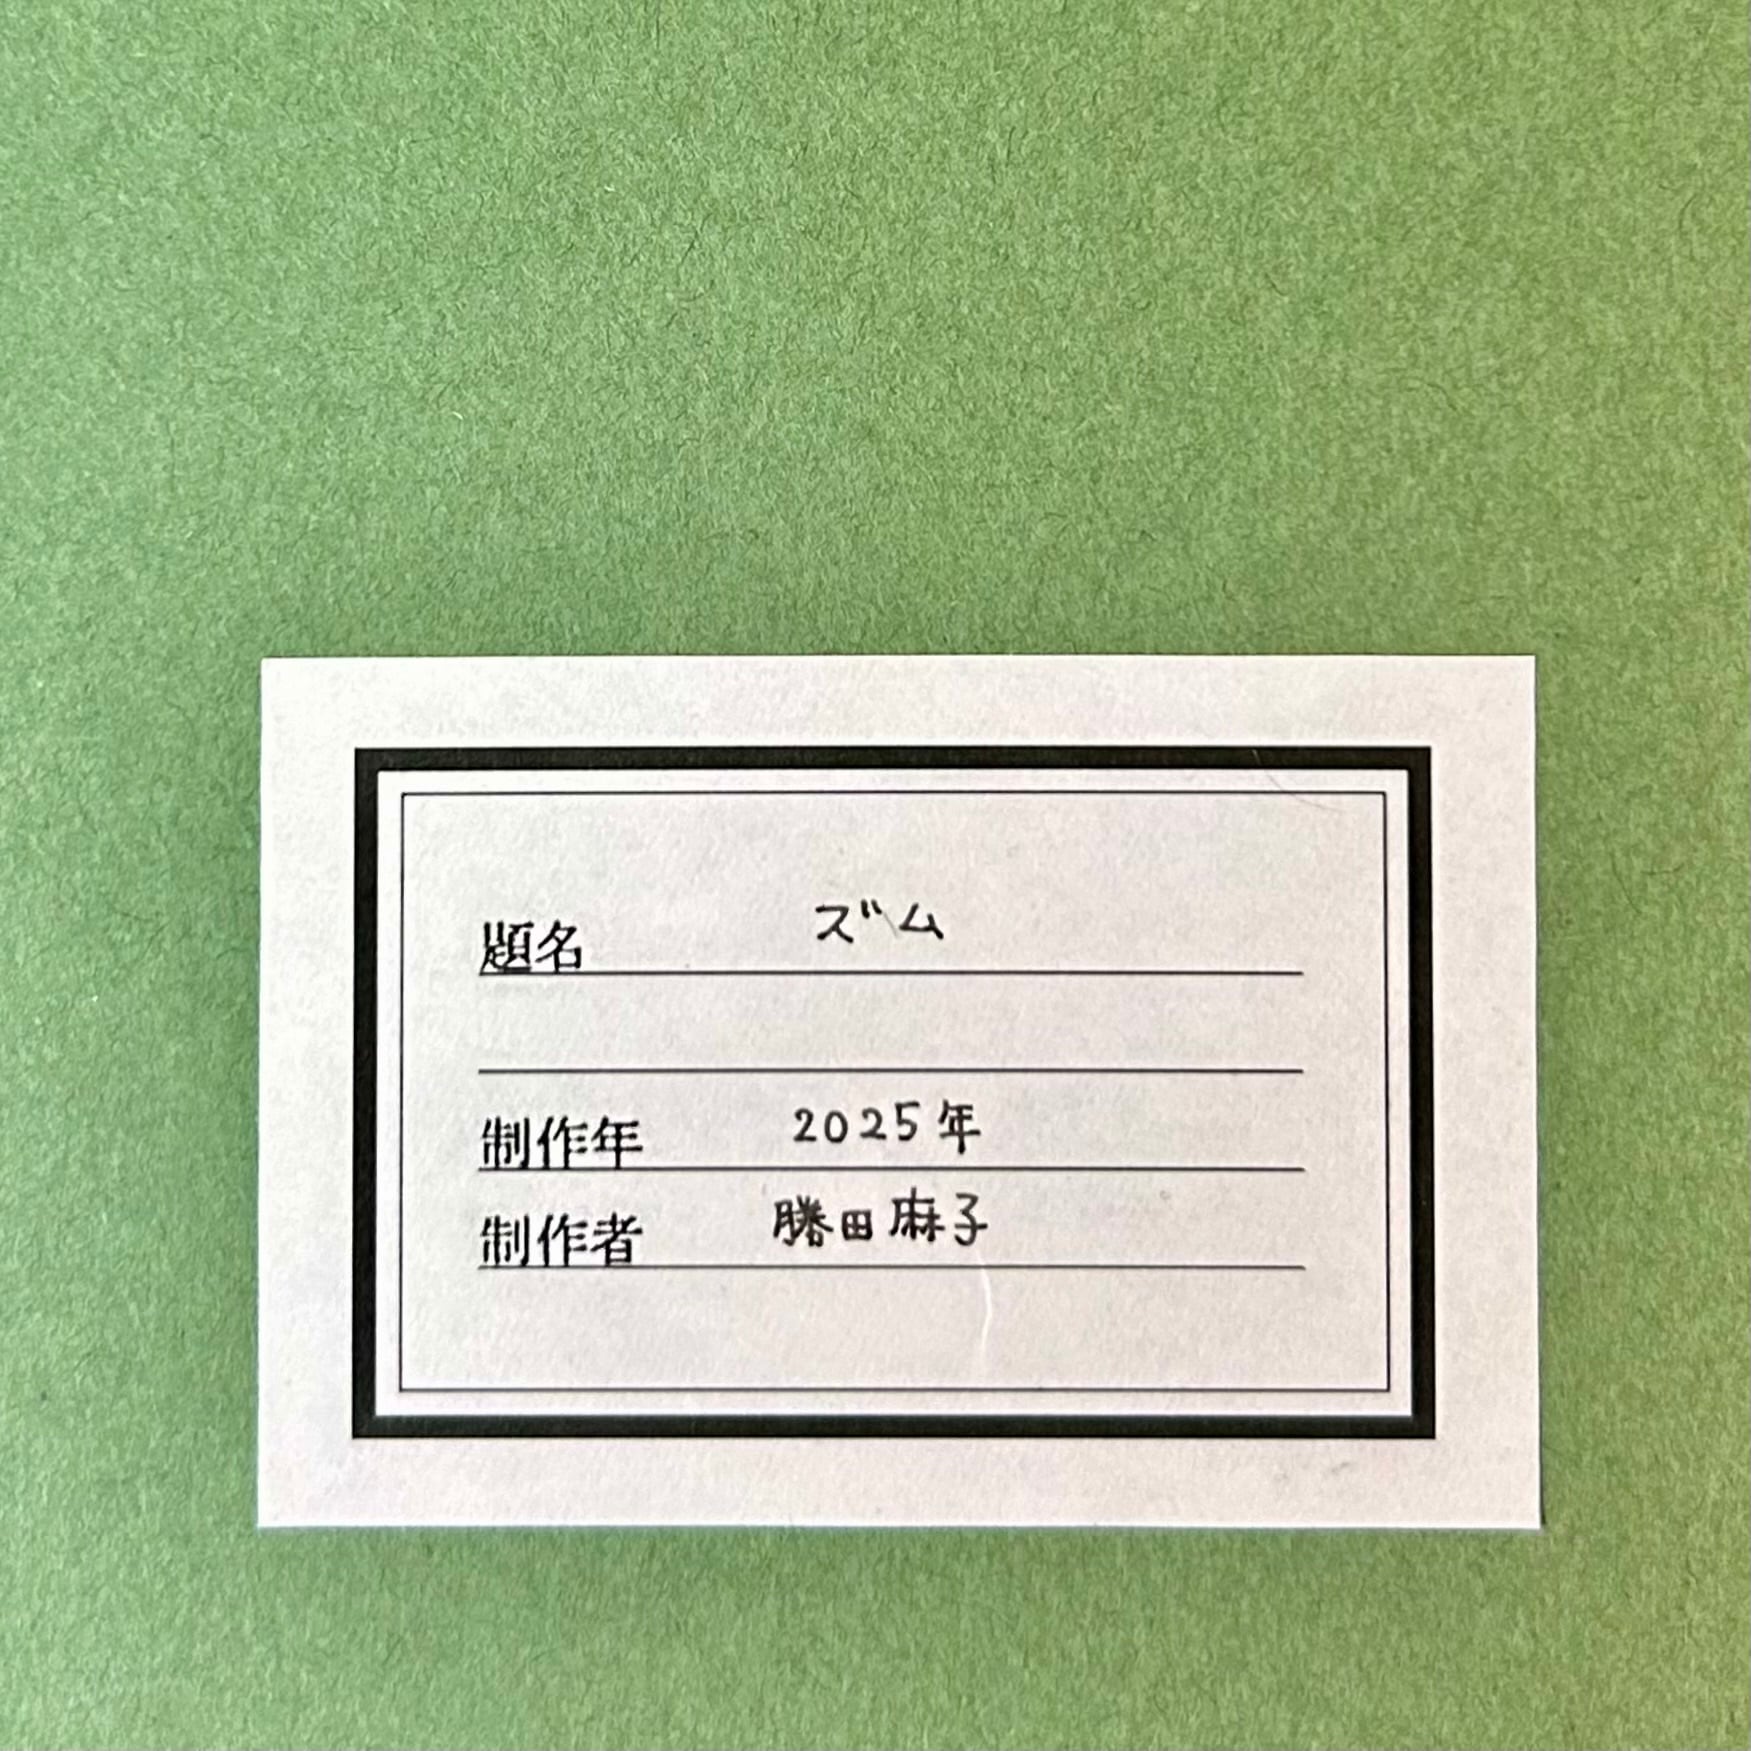 題名 ズム
制作年 2025年
制作者 勝田麻子